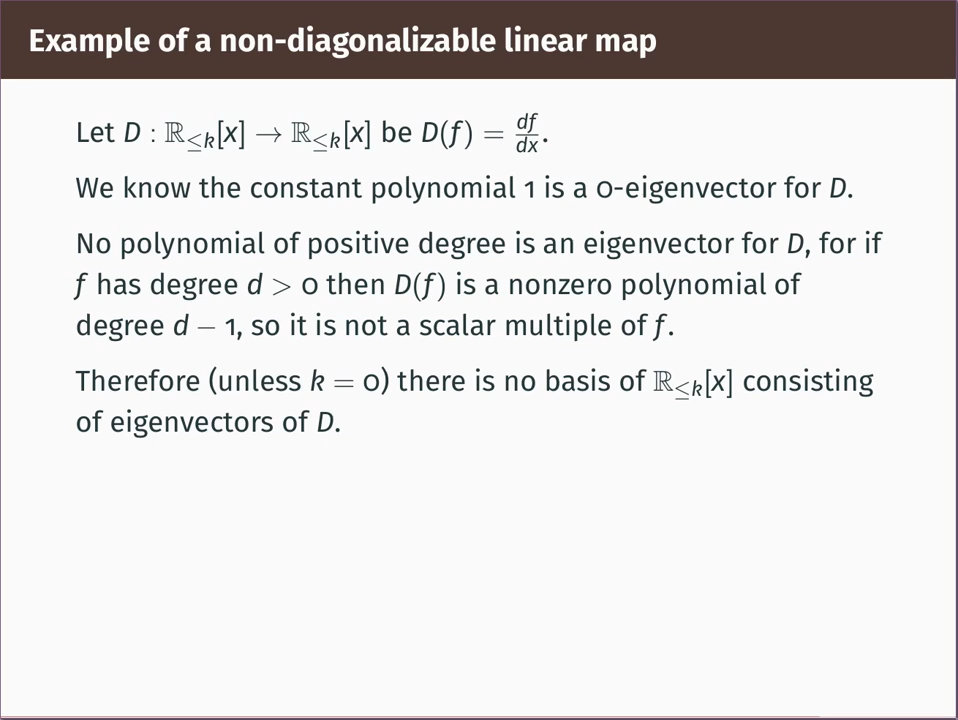 Example of a non-diagonalizable linear map
Let D : ℝ≤k[x] → ℝ≤k[x] be D(f) = df/dx.
We know the constant polynomial 1 is a 0-eigenvector for D.
No polynomial of positive degree is an eigenvector for D, for if
f has degree d > 0 then D(f) is a nonzero polynomial of
degree d − 1, so it is not a scalar multiple of f.
Therefore (unless k = 0) there is no basis of ℝ≤k[x] consisting
of eigenvectors of D.